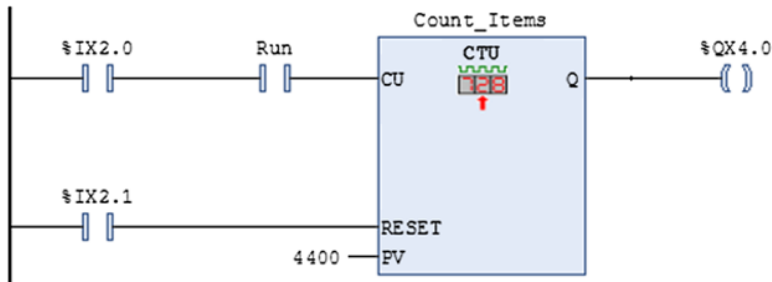 Count_Items
%IX2.0 Run CTU %QX4.0
728
CU Q
%IX2.1
RESET
4400 PV